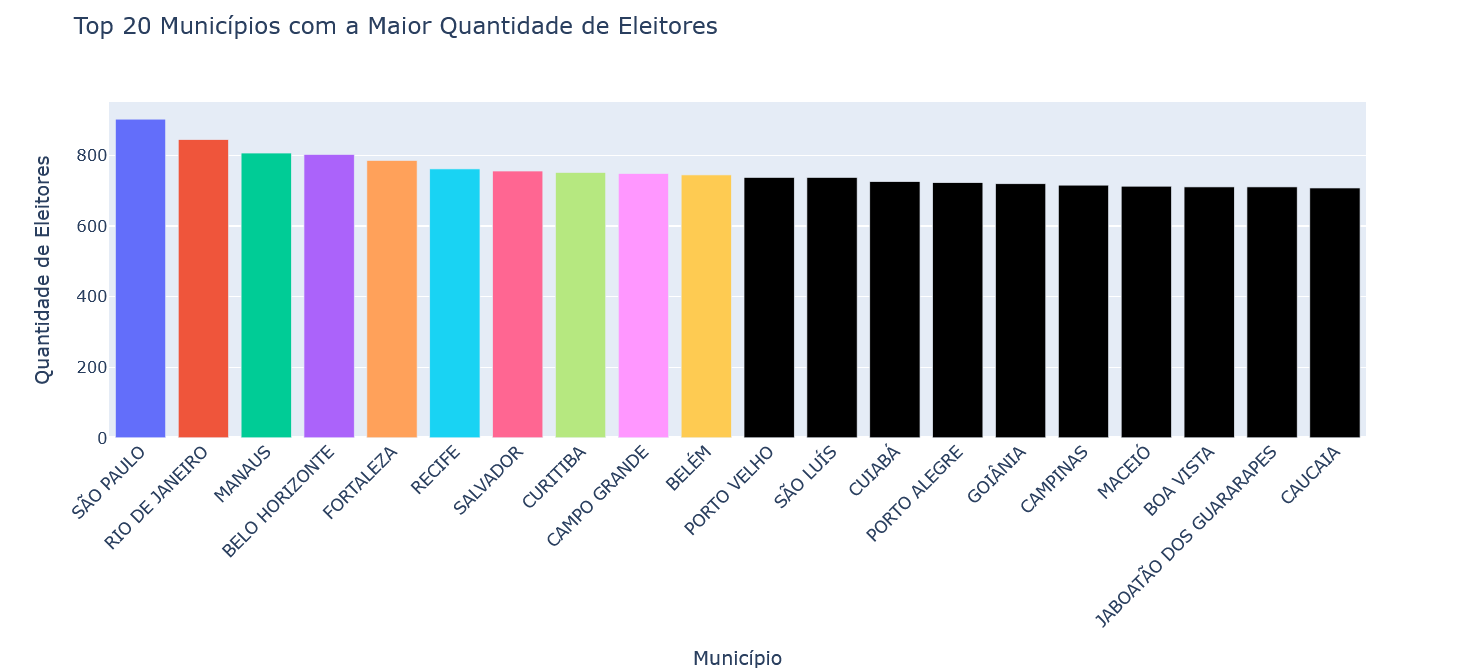 Top 20 Municípios com a Maior Quantidade de Eleitores
Quantidade de Eleitores
800
600
400
200
0
SÃO PAULO
RIO DE JANEIRO
MANAUS
BELO HORIZONTE
FORTALEZA
RECIFE
SALVADOR
CURITIBA
CAMPO GRANDE
BELÉM
PORTO VELHO
SÃO LUÍS
CUIABÁ
PORTO ALEGRE
GOIÂNIA
CAMPINAS
MACEIÓ
BOA VISTA
JABOATÃO DOS GUARARAPES
CAUCAIA
Município